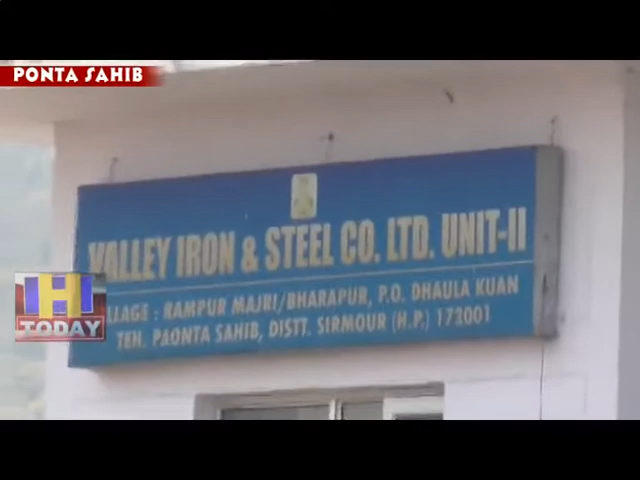 PONTA SAHIB
VALLEY IRON & STEEL CO. LTD. UNIT-II
LLAGE : RAMPUR MAJRI/BHARAPUR, P.O. DHAULA KUAN
TEH. PAONTA SAHIB, DISTT. SIRMOUR (H.P.) 173001
H
TODAY